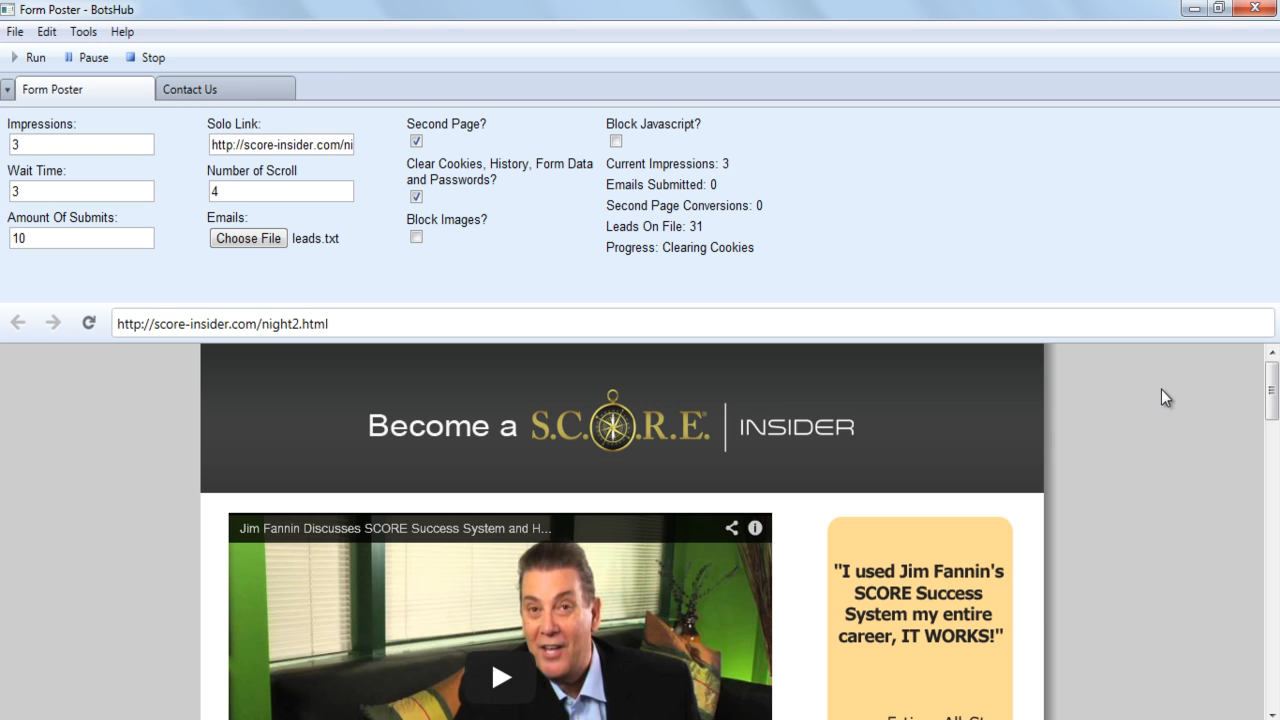 Form Poster - BotsHub
File Edit Tools Help
Run Pause Stop
Form Poster Contact Us
Impressions:
3
Wait Time:
3
Amount Of Submits:
10
Solo Link:
http://score-insider.com/ni
Number of Scroll
4
Emails:
Choose File leads.txt
Second Page?
Clear Cookies, History, Form Data
and Passwords?
Block Images?
Block Javascript?
Current Impressions: 3
Emails Submitted: 0
Second Page Conversions: 0
Leads On File: 31
Progress: Clearing Cookies
http://score-insider.com/night2.html
Become a S.C.O.R.E.® INSIDER
Jim Fannin Discusses SCORE Success System and H...
"I used Jim Fannin's
SCORE Success
System my entire
career, IT WORKS!"